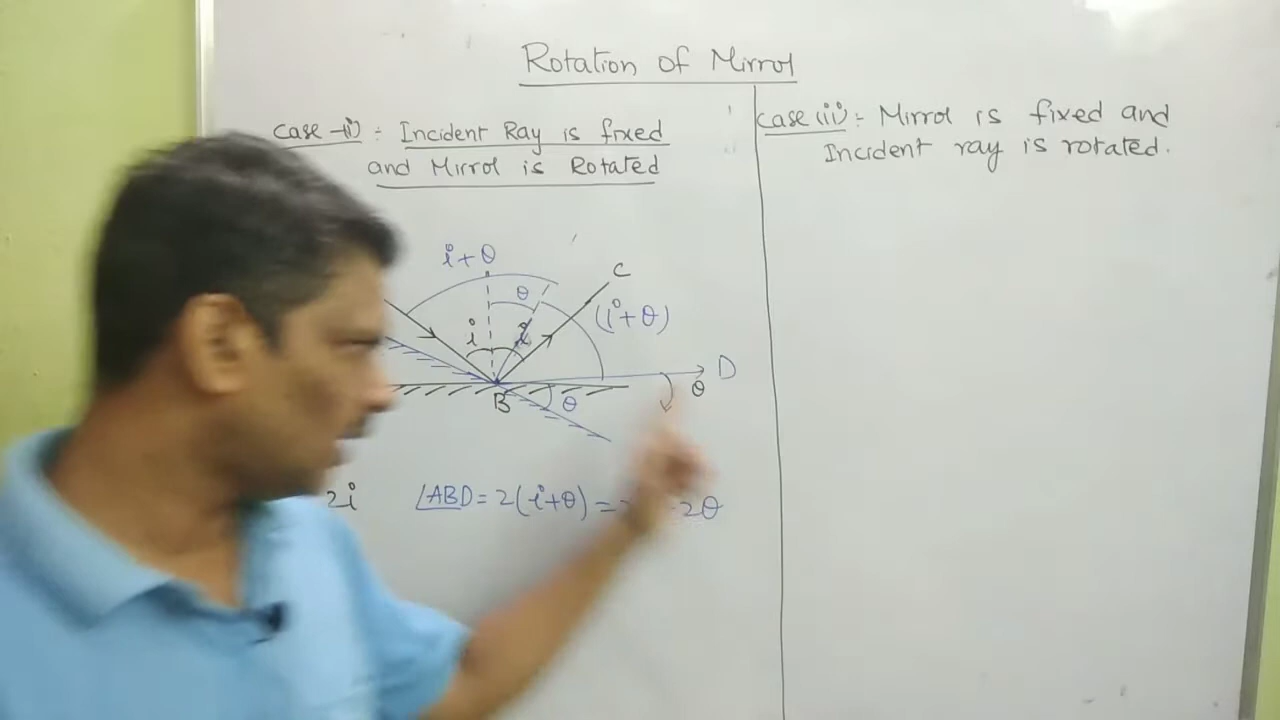 Rotation of Mirror
Case-(i) : Incident Ray is fixed
and Mirror is Rotated
Case (ii) :- Mirror is fixed and
Incident ray is rotated.
i+θ
θ
C
(i+θ)
i
i
D
θ
B
θ
2i
∠ABD = 2(i+θ) =
2θ